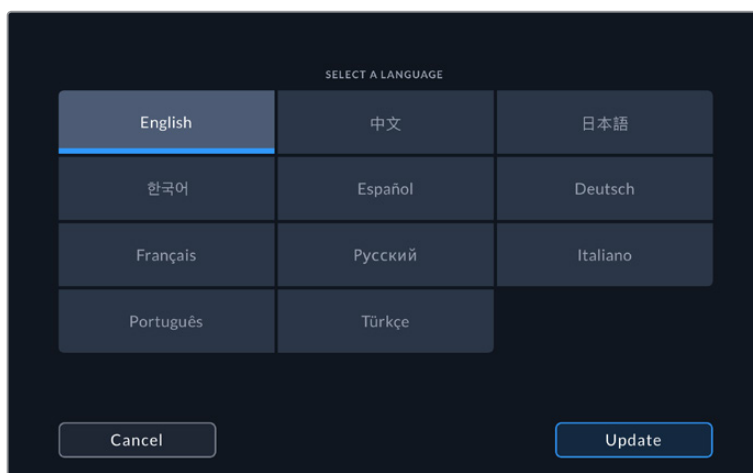 SELECT A LANGUAGE
English
中文
日本語
한국어
Español
Deutsch
Français
Русский
Italiano
Português
Türkçe
Cancel
Update